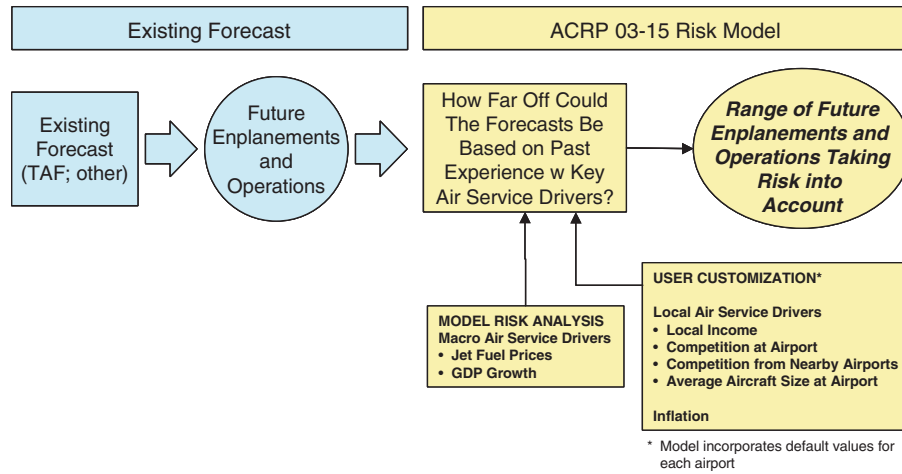 Existing Forecast
ACRP 03-15 Risk Model
Existing
Forecast
(TAF; other)
Future
Enplanements
and
Operations
How Far Off Could
The Forecasts Be
Based on Past
Experience w Key
Air Service Drivers?
Range of Future
Enplanements and
Operations Taking
Risk into
Account
MODEL RISK ANALYSIS
Macro Air Service Drivers
• Jet Fuel Prices
• GDP Growth
USER CUSTOMIZATION*
Local Air Service Drivers
• Local Income
• Competition at Airport
• Competition from Nearby Airports
• Average Aircraft Size at Airport
Inflation
* Model incorporates default values for
each airport